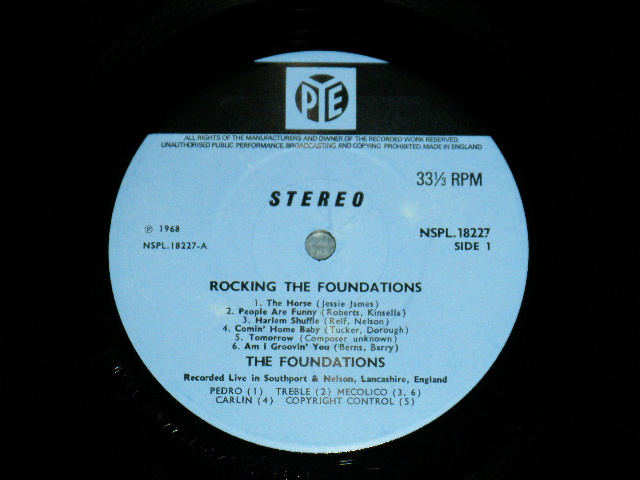 PYE
ALL RIGHTS OF THE MANUFACTURERS AND OWNER OF THE RECORDED WORK RESERVED.
UNAUTHORISED PUBLIC PERFORMANCE, BROADCASTING AND COPYING PROHIBITED. MADE IN ENGLAND
33⅓ RPM
STEREO
Ⓟ 1968
NSPL.18227
NSPL.18227-A
SIDE 1
ROCKING THE FOUNDATIONS
1. The Horse (Jessie James)
2. People Are Funny (Roberts, Kinsella)
3. Harlem Shuffle (Relf, Nelson)
4. Comin' Home Baby (Tucker, Dorough)
5. Tomorrow (Composer unknown)
6. Am I Groovin' You (Berns, Barry)
THE FOUNDATIONS
Recorded Live in Southport & Nelson, Lancashire, England
PEDRO (1) TREBLE (2) MECOLICO (3, 6)
CARLIN (4) COPYRIGHT CONTROL (5)